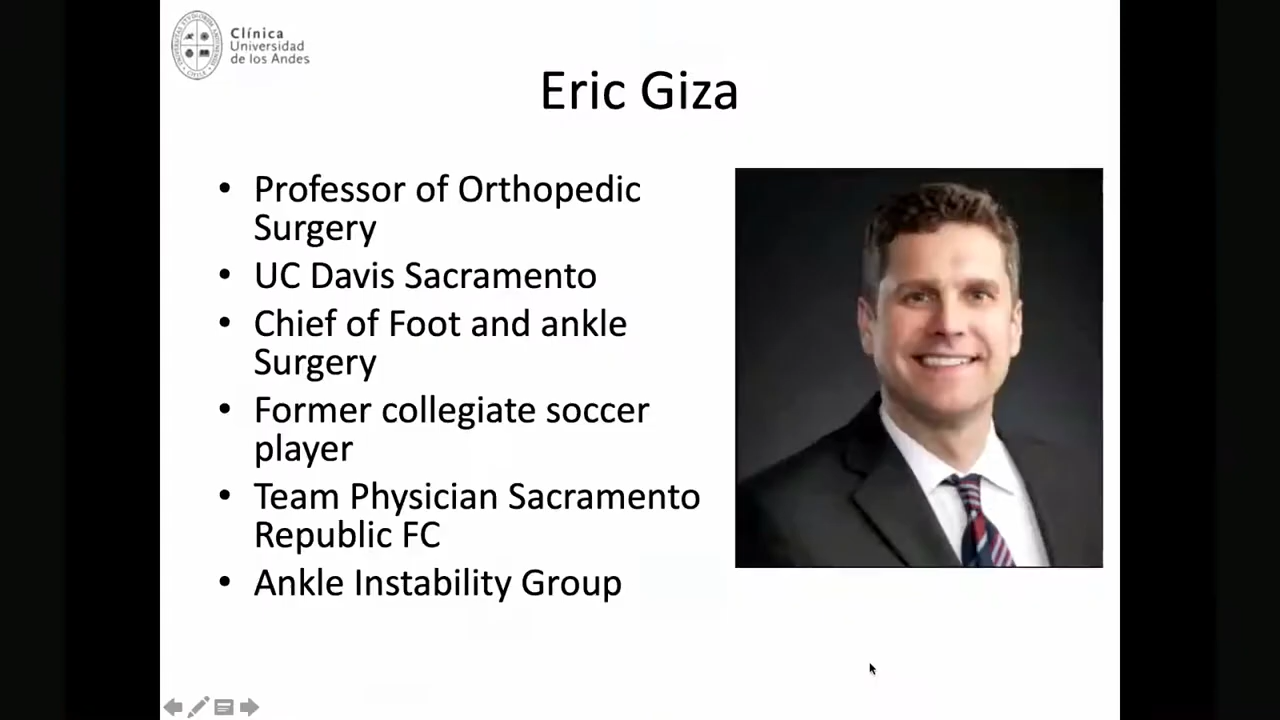 Clínica
Universidad
de los Andes
Eric Giza
• Professor of Orthopedic
Surgery
• UC Davis Sacramento
• Chief of Foot and ankle
Surgery
• Former collegiate soccer
player
• Team Physician Sacramento
Republic FC
• Ankle Instability Group